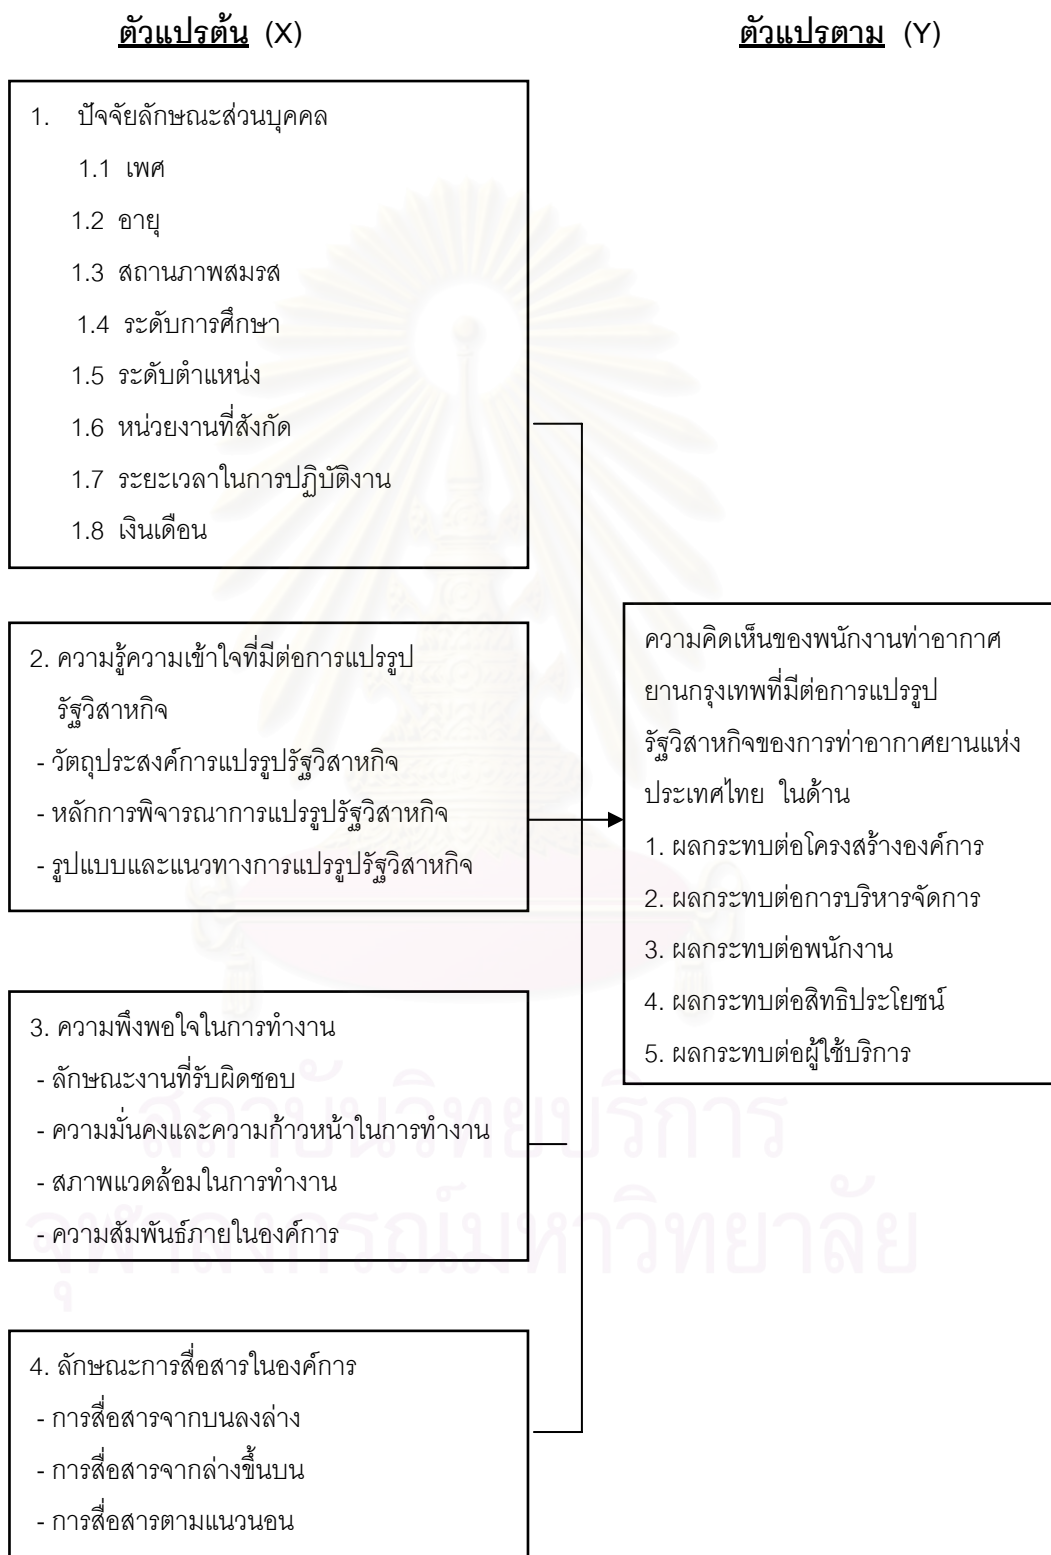 ตัวแปรต้น (X)
ตัวแปรตาม (Y)
1. ปัจจัยลักษณะส่วนบุคคล
1.1 เพศ
1.2 อายุ
1.3 สถานภาพสมรส
1.4 ระดับการศึกษา
1.5 ระดับตำแหน่ง
1.6 หน่วยงานที่สังกัด
1.7 ระยะเวลาในการปฏิบัติงาน
1.8 เงินเดือน
2. ความรู้ความเข้าใจที่มีต่อการแปรรูป
รัฐวิสาหกิจ
- วัตถุประสงค์การแปรรูปรัฐวิสาหกิจ
- หลักการพิจารณาการแปรรูปรัฐวิสาหกิจ
- รูปแบบและแนวทางการแปรรูปรัฐวิสาหกิจ
3. ความพึงพอใจในการทำงาน
- ลักษณะงานที่รับผิดชอบ
- ความมั่นคงและความก้าวหน้าในการทำงาน
- สภาพแวดล้อมในการทำงาน
- ความสัมพันธ์ภายในองค์การ
4. ลักษณะการสื่อสารในองค์การ
- การสื่อสารจากบนลงล่าง
- การสื่อสารจากล่างขึ้นบน
- การสื่อสารตามแนวนอน
ความคิดเห็นของพนักงานท่าอากาศ
ยานกรุงเทพที่มีต่อการแปรรูป
รัฐวิสาหกิจของการท่าอากาศยานแห่ง
ประเทศไทย ในด้าน
1. ผลกระทบต่อโครงสร้างองค์การ
2. ผลกระทบต่อการบริหารจัดการ
3. ผลกระทบต่อพนักงาน
4. ผลกระทบต่อสิทธิประโยชน์
5. ผลกระทบต่อผู้ใช้บริการ
สถาบันวิทยบริการ
จุฬาลงกรณ์มหาวิทยาลัย